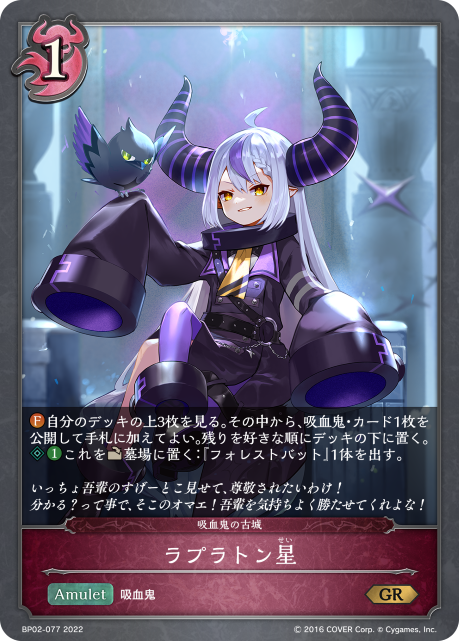 1
F 自分のデッキの上3枚を見る。その中から、吸血鬼・カード1枚を
公開して手札に加えてよい。残りを好きな順にデッキの下に置く。
1 これを墓場に置く:『フォレストバット』1体を出す。
いっちょ吾輩のすげーとこ見せて、尊敬されたいわけ!
分かる?って事で、そこのオマエ!吾輩を気持ちよく勝たせてくれよな!
吸血鬼の古城
せい
ラプラトン星
Amulet 吸血鬼 GR
BP02-077 2022 © 2016 COVER Corp. © Cygames, Inc.